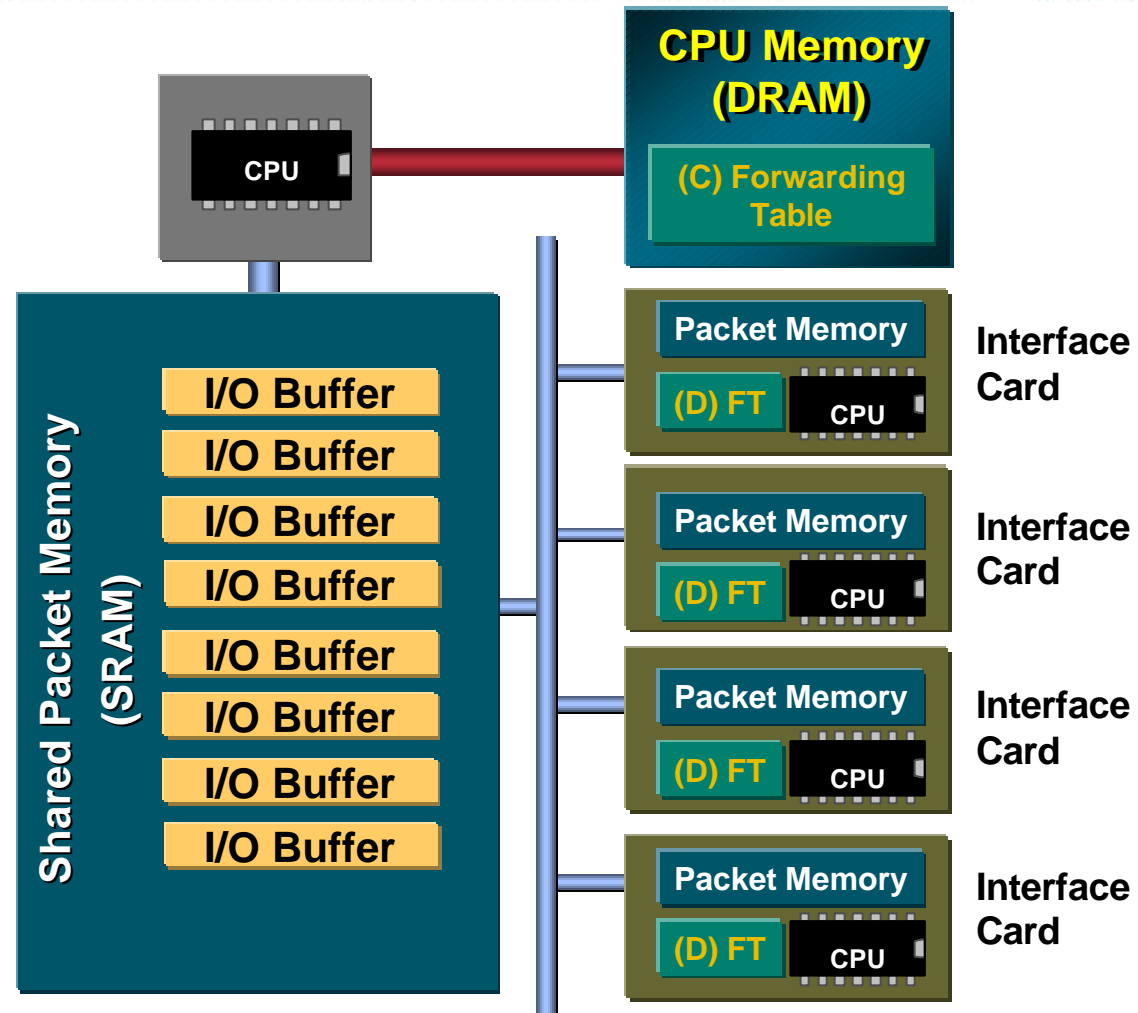 CPU Memory
(DRAM)
(C) Forwarding
Table
CPU
Shared Packet Memory
(SRAM)
I/O Buffer
I/O Buffer
I/O Buffer
I/O Buffer
I/O Buffer
I/O Buffer
I/O Buffer
I/O Buffer
Packet Memory
(D) FT
CPU
Interface
Card
Packet Memory
(D) FT
CPU
Interface
Card
Packet Memory
(D) FT
CPU
Interface
Card
Packet Memory
(D) FT
CPU
Interface
Card